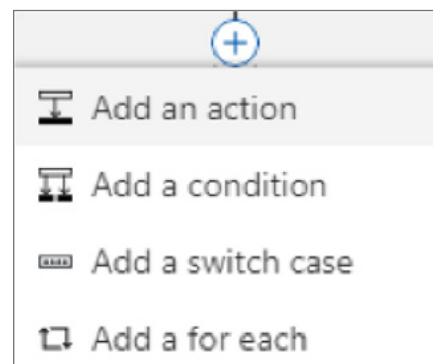 Add an action
Add a condition
Add a switch case
Add a for each